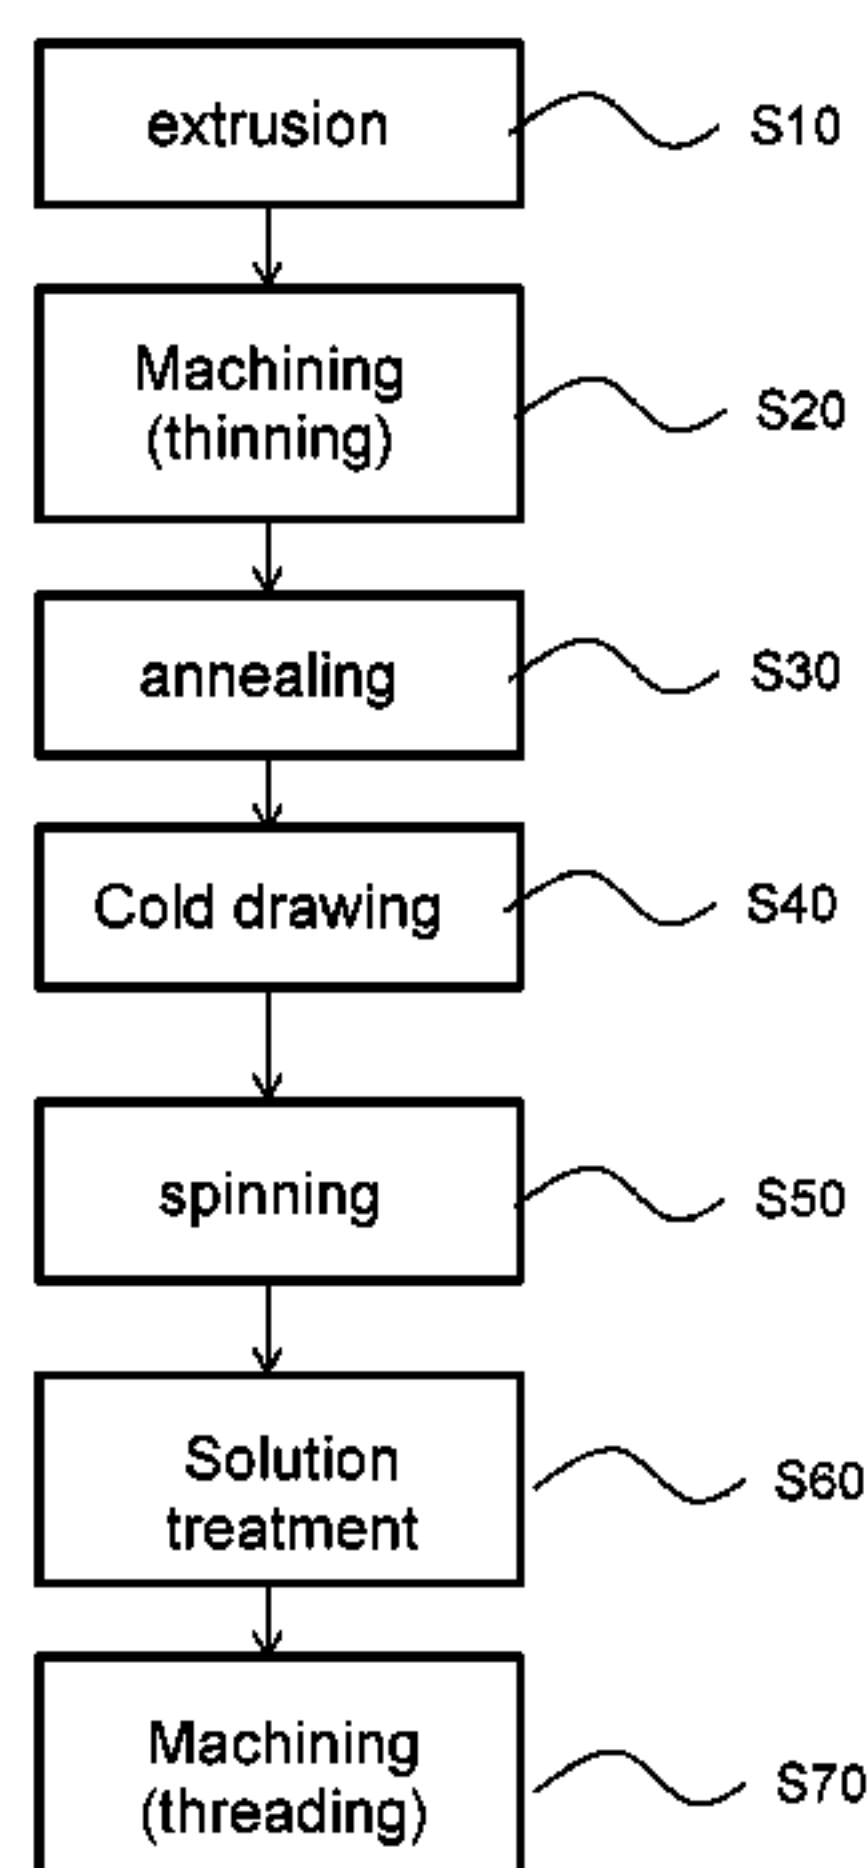 extrusion
S10
Machining
(thinning)
S20
annealing
S30
Cold drawing
S40
spinning
S50
Solution
treatment
S60
Machining
(threading)
S70